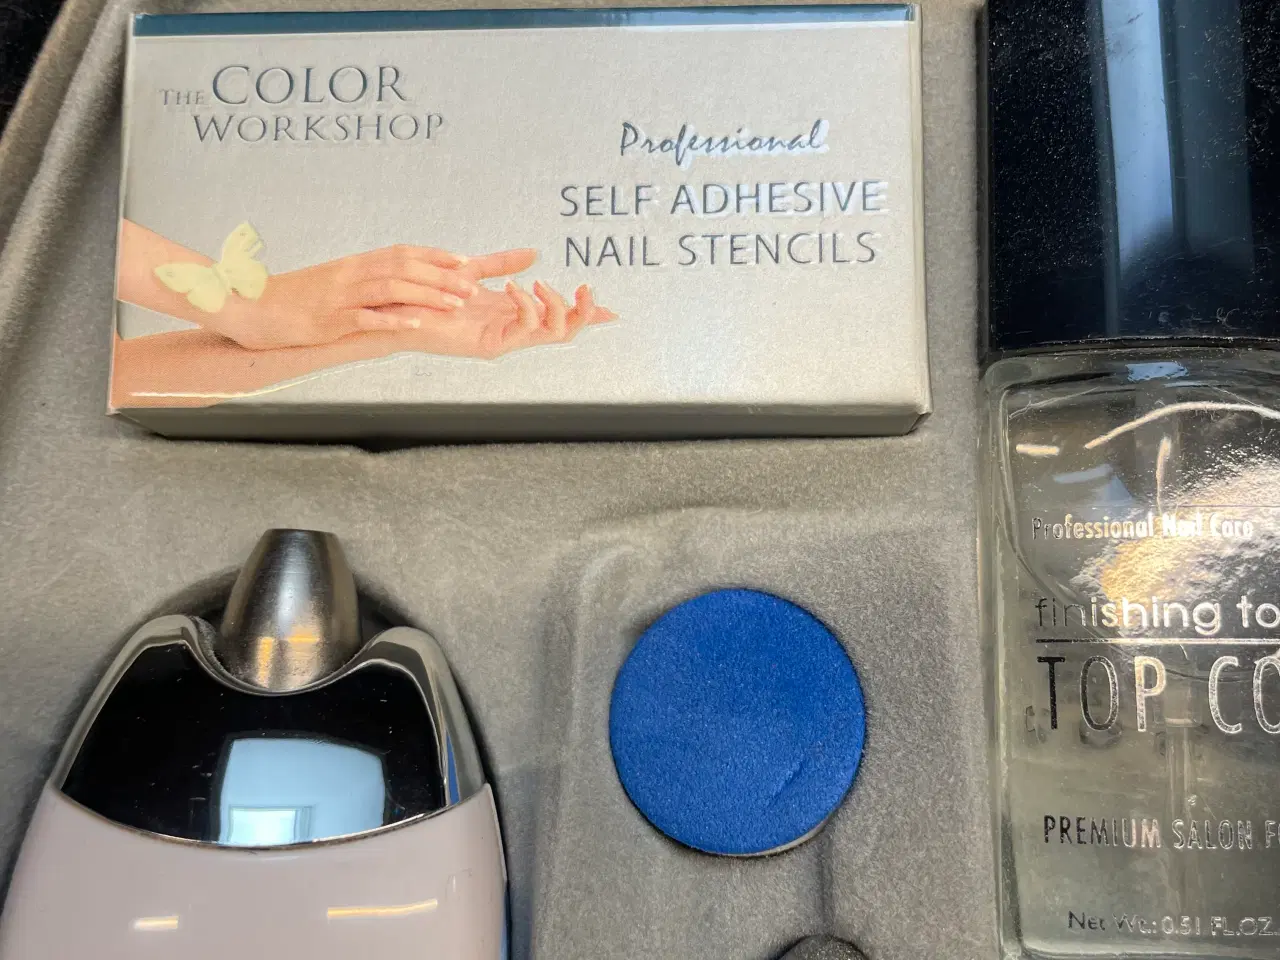 THE COLOR
WORKSHOP
Professional
SELF ADHESIVE
NAIL STENCILS
Professional Nail Care
finishing to
TOP CO
PREMIUM SALON F
Net Wt.: 0.51 FL.OZ.